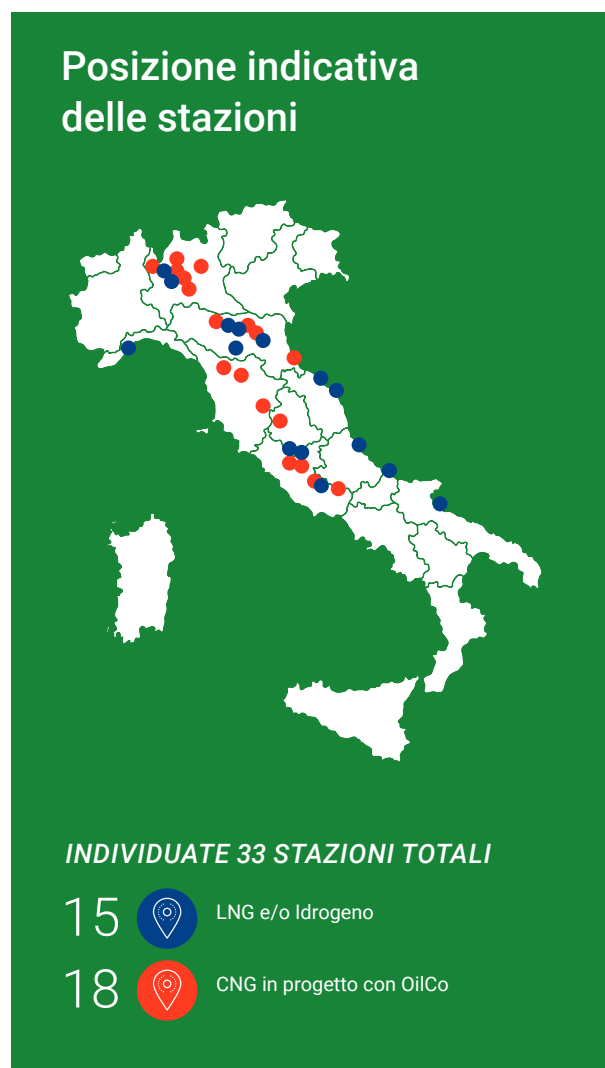 Posizione indicativa
delle stazioni
INDIVIDUATE 33 STAZIONI TOTALI
15
LNG e/o Idrogeno
18
CNG in progetto con OilCo